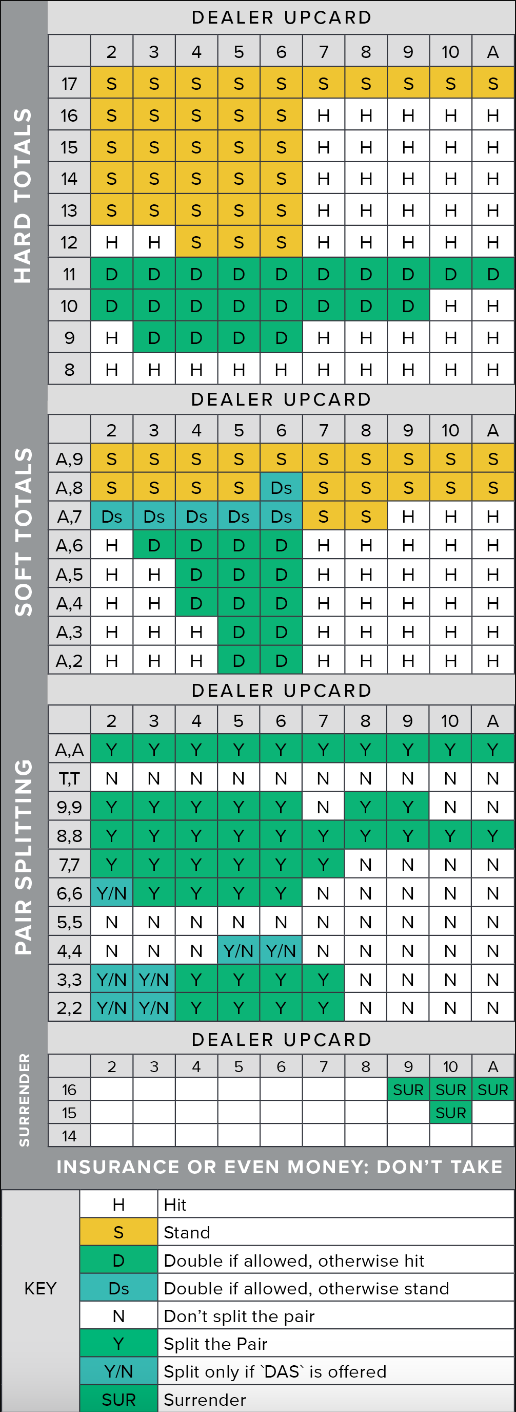 DEALER UPCARD
HARD TOTALS
2 3 4 5 6 7 8 9 10 A
17 S S S S S S S S S S
16 S S S S S H H H H H
15 S S S S S H H H H H
14 S S S S S H H H H H
13 S S S S S H H H H H
12 H H S S S H H H H H
11 D D D D D D D D D D
10 D D D D D D D D H H
9 H D D D D H H H H H
8 H H H H H H H H H H
DEALER UPCARD
SOFT TOTALS
2 3 4 5 6 7 8 9 10 A
A,9 S S S S S S S S S S
A,8 S S S S Ds S S S S S
A,7 Ds Ds Ds Ds Ds S S H H H
A,6 H D D D D H H H H H
A,5 H H D D D H H H H H
A,4 H H D D D H H H H H
A,3 H H H D D H H H H H
A,2 H H H D D H H H H H
DEALER UPCARD
PAIR SPLITTING
2 3 4 5 6 7 8 9 10 A
A,A Y Y Y Y Y Y Y Y Y Y
T,T N N N N N N N N N N
9,9 Y Y Y Y Y N Y Y N N
8,8 Y Y Y Y Y Y Y Y Y Y
7,7 Y Y Y Y Y Y N N N N
6,6 Y/N Y Y Y Y N N N N N
5,5 N N N N N N N N N N
4,4 N N N Y/N Y/N N N N N N
3,3 Y/N Y/N Y Y Y Y N N N N
2,2 Y/N Y/N Y Y Y Y N N N N
DEALER UPCARD
SURRENDER
2 3 4 5 6 7 8 9 10 A
16 SUR SUR SUR
15 SUR
14
INSURANCE OR EVEN MONEY: DON'T TAKE
KEY
H Hit
S Stand
D Double if allowed, otherwise hit
Ds Double if allowed, otherwise stand
N Don't split the pair
Y Split the Pair
Y/N Split only if `DAS` is offered
SUR Surrender